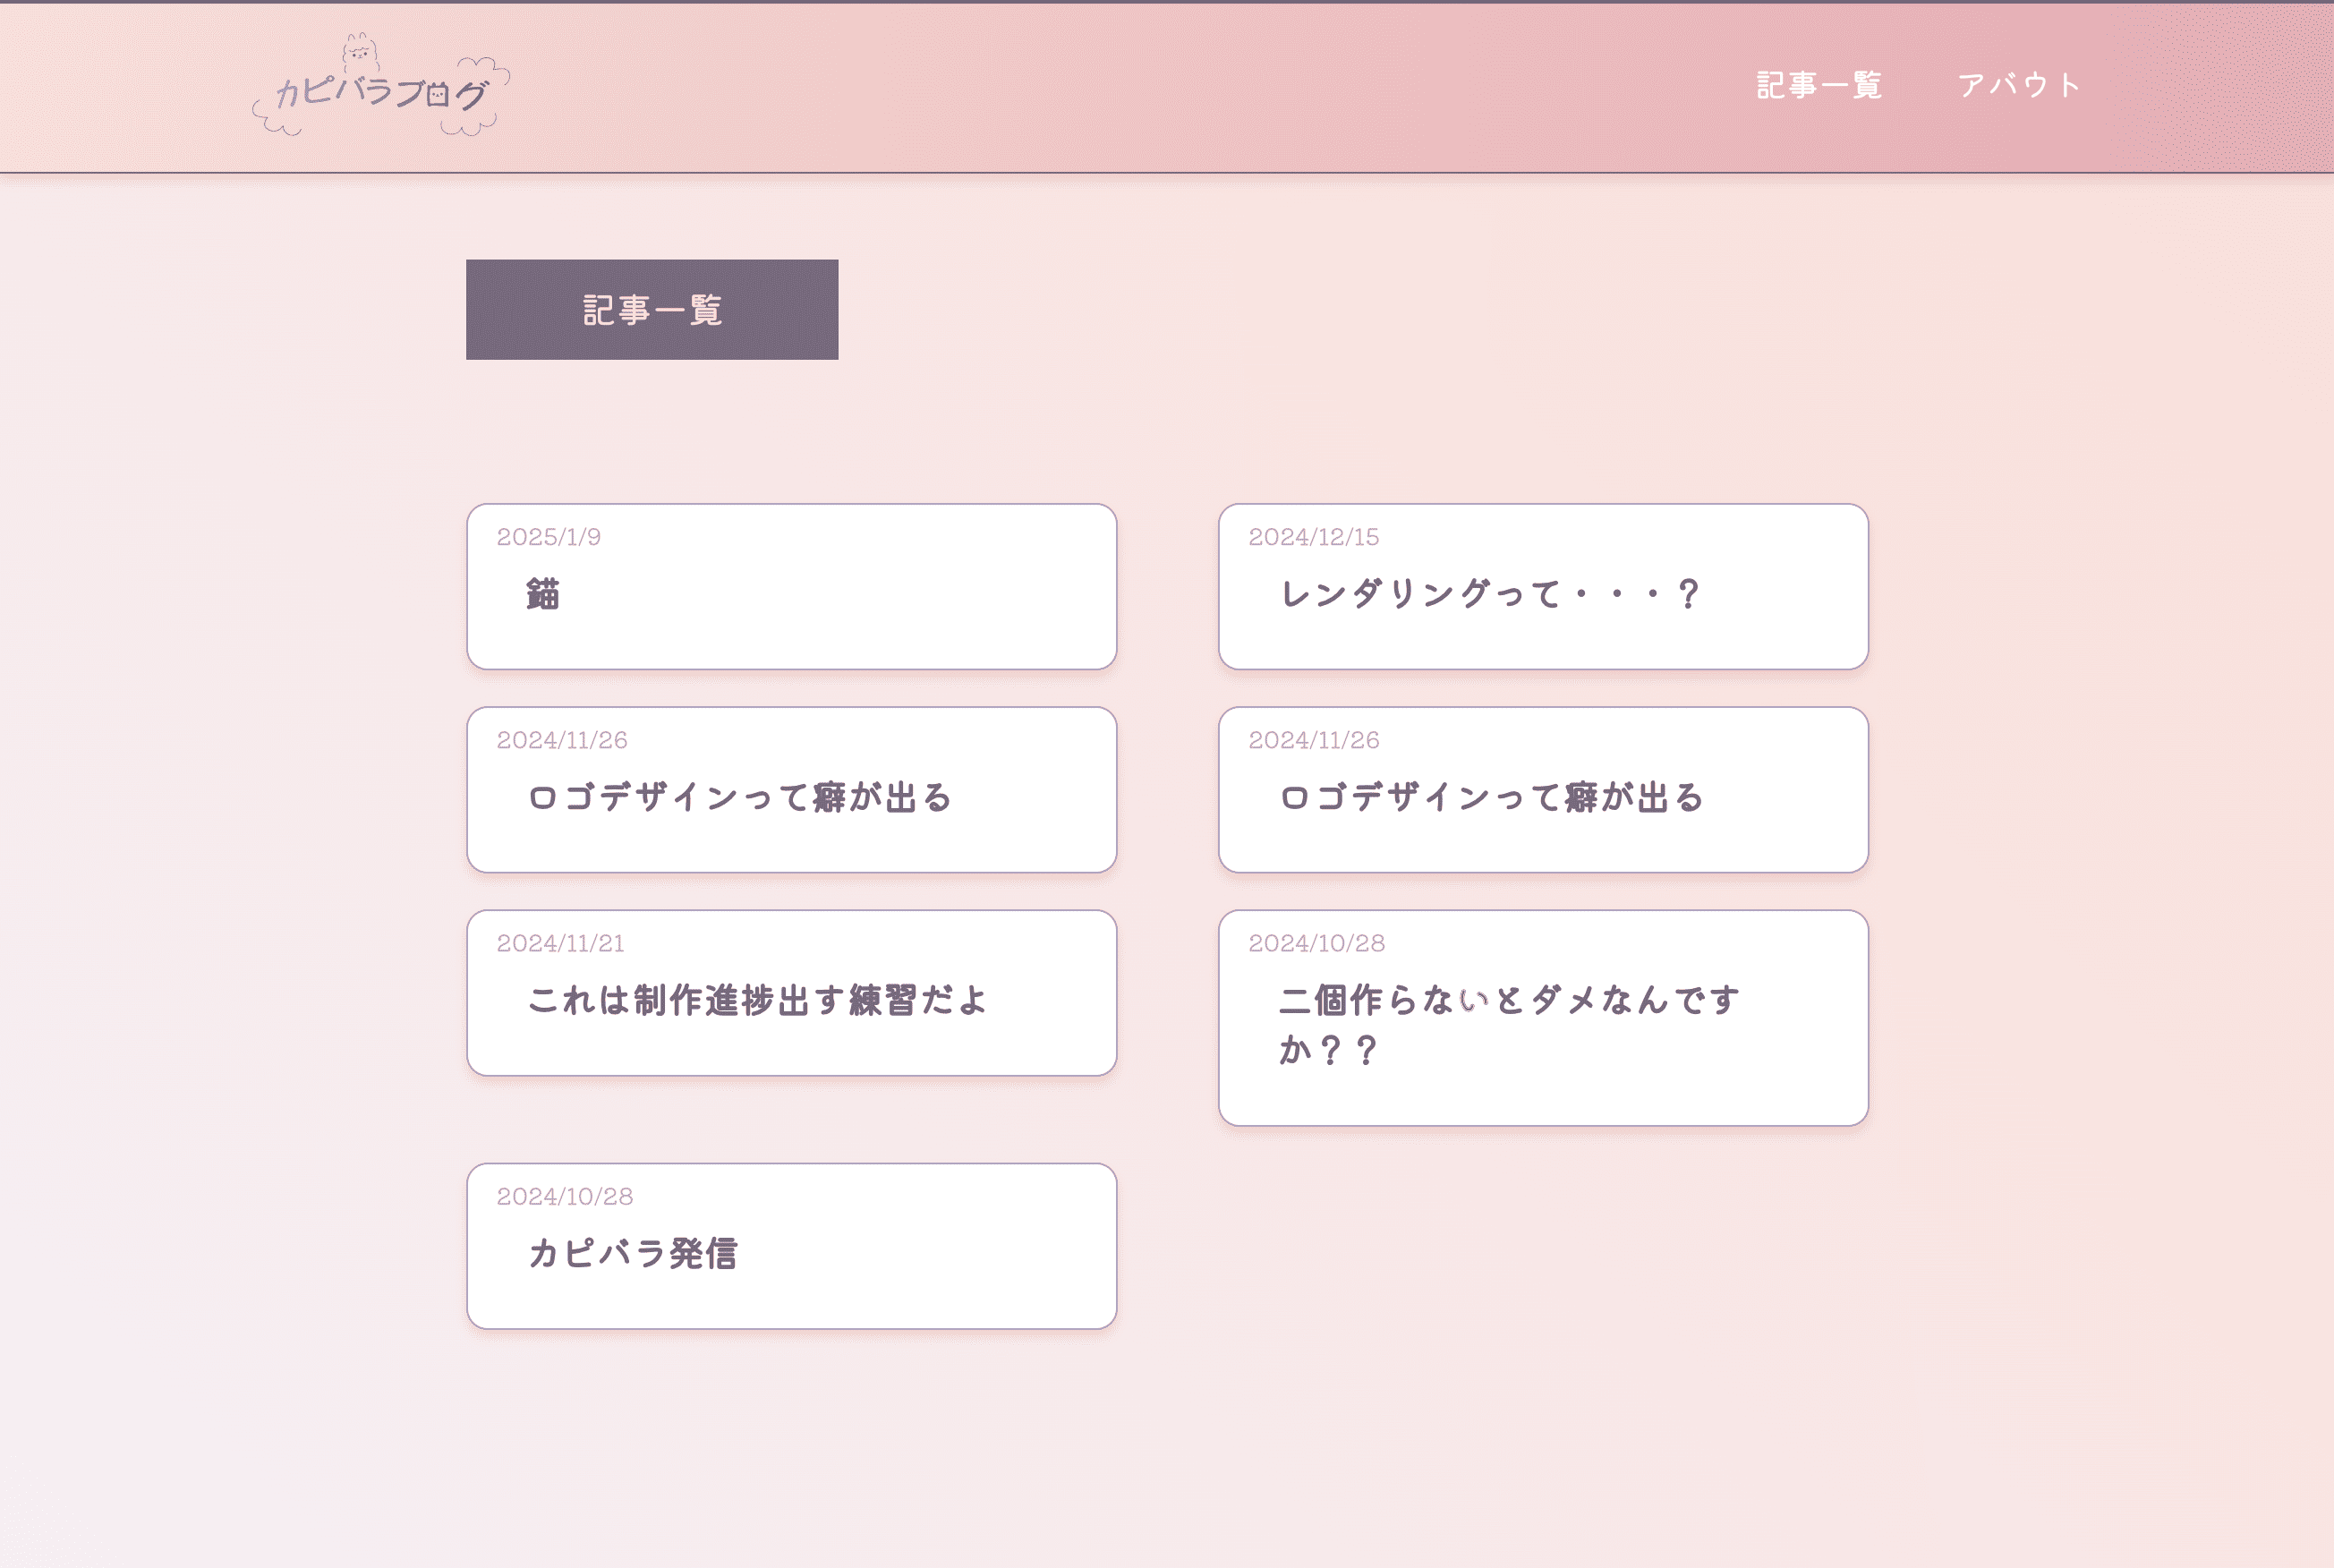 カピバラブログ
記事一覧
アバウト
記事一覧
2025/1/9
錨
2024/12/15
レンダリングって・・・？
2024/11/26
ロゴデザインって癖が出る
2024/11/26
ロゴデザインって癖が出る
2024/11/21
これは制作進捗出す練習だよ
2024/10/28
二個作らないとダメなんです
か？？
2024/10/28
カピバラ発信